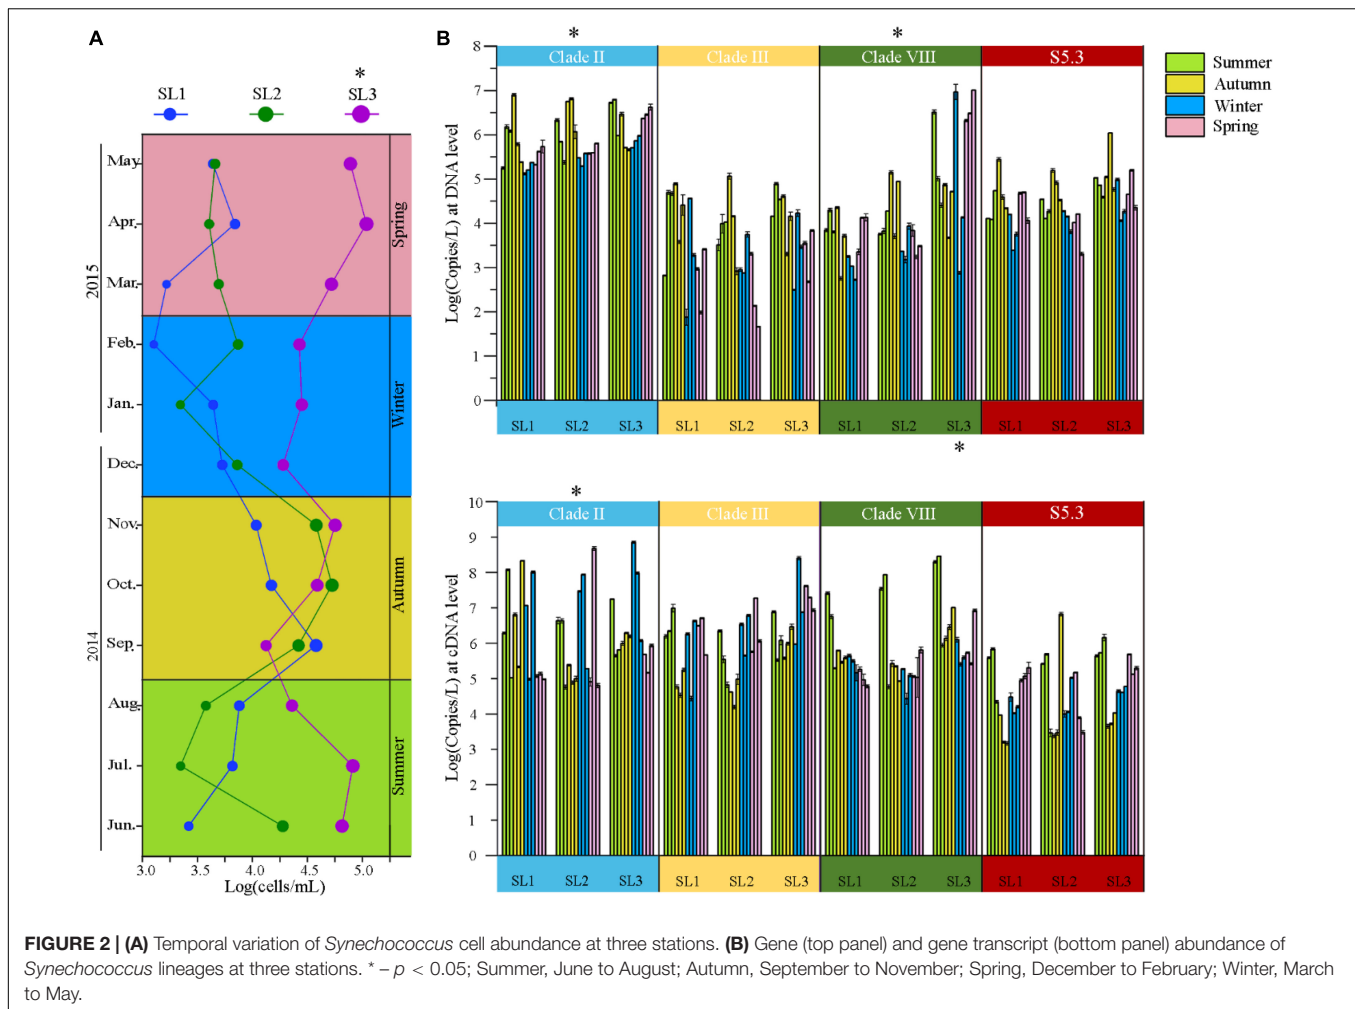 A
*
SL1 SL2 SL3
May
Apr.
Mar.
Feb.
Jan.
Dec.
Nov.
Oct.
Sep.
Aug.
Jul.
Jun.
2015
2014
Spring
Winter
Autumn
Summer
3.0 3.5 4.0 4.5 5.0
Log(cells/mL)
B
* *
Clade II Clade III Clade VIII S5.3
8
7
6
5
4
3
2
1
0
Log(Copies/L) at DNA level
SL1 SL2 SL3 SL1 SL2 SL3 SL1 SL2 SL3 SL1 SL2 SL3
Summer
Autumn
Winter
Spring
* *
Clade II Clade III Clade VIII S5.3
10
9
8
7
6
5
4
3
2
1
0
Log(Copies/L) at cDNA level
SL1 SL2 SL3 SL1 SL2 SL3 SL1 SL2 SL3 SL1 SL2 SL3
FIGURE 2 | (A) Temporal variation of Synechococcus cell abundance at three stations. (B) Gene (top panel) and gene transcript (bottom panel) abundance of
Synechococcus lineages at three stations. * – p < 0.05; Summer, June to August; Autumn, September to November; Spring, December to February; Winter, March
to May.